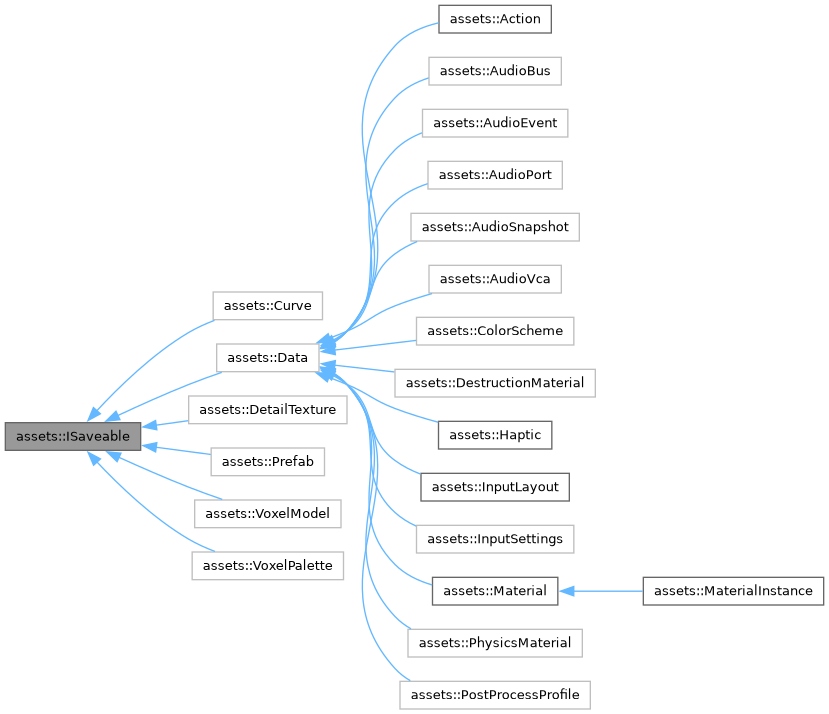 assets::Action
assets::AudioBus
assets::AudioEvent
assets::AudioPort
assets::AudioSnapshot
assets::AudioVca
assets::Curve
assets::ColorScheme
assets::Data
assets::DestructionMaterial
assets::DetailTexture
assets::ISaveable
assets::Haptic
assets::Prefab
assets::InputLayout
assets::VoxelModel
assets::InputSettings
assets::VoxelPalette
assets::Material
assets::MaterialInstance
assets::PhysicsMaterial
assets::PostProcessProfile